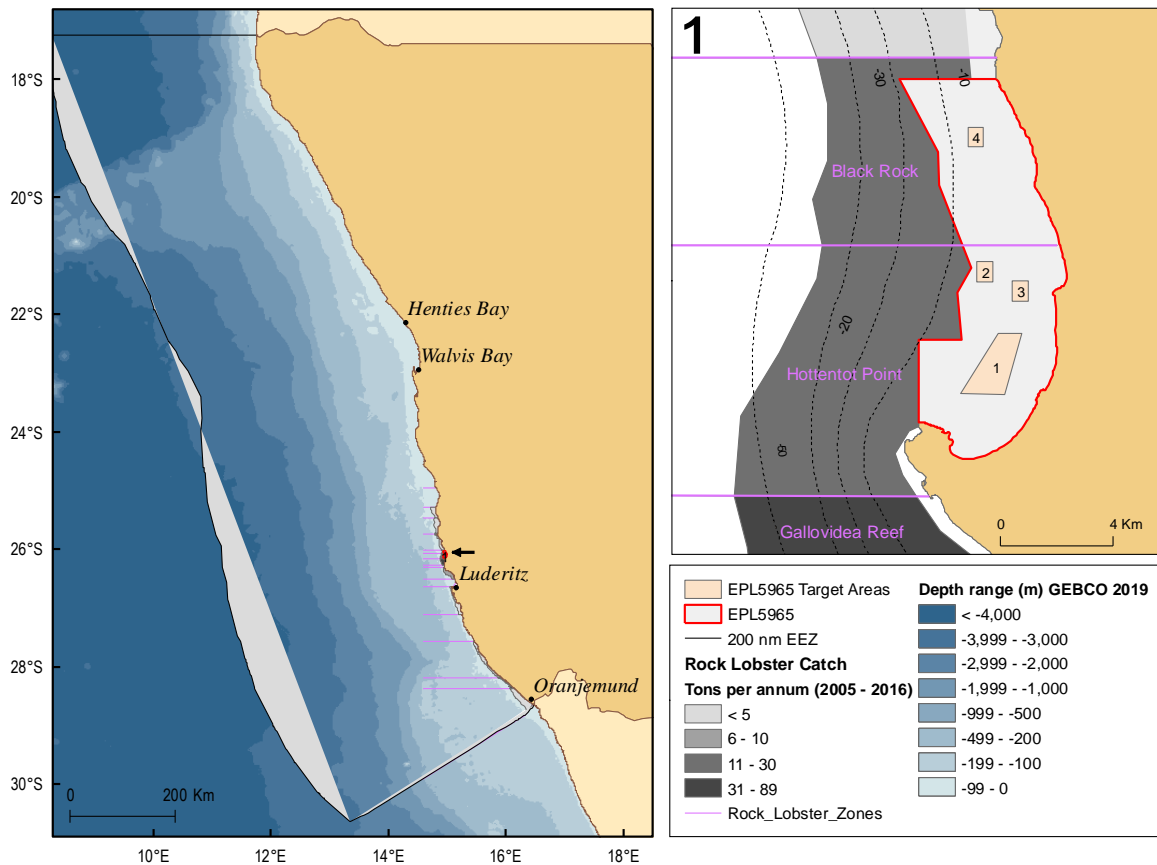 18°S
20°S
22°S
24°S
26°S
28°S
30°S
Henties Bay
Walvis Bay
Luderitz
Oranjemund
0
200 Km
10°E
12°E
14°E
16°E
18°E
1
-30
-10
4
Black Rock
2
3
-20
1
Hottentot Point
-50
Gallovidea Reef
0
4 Km
EPL5965 Target Areas
EPL5965
200 nm EEZ
Rock Lobster Catch
Tons per annum (2005 - 2016)
< 5
6 - 10
11 - 30
31 - 89
Rock_Lobster_Zones
Depth range (m) GEBCO 2019
< -4,000
-3,999 - -3,000
-2,999 - -2,000
-1,999 - -1,000
-999 - -500
-499 - -200
-199 - -100
-99 - 0